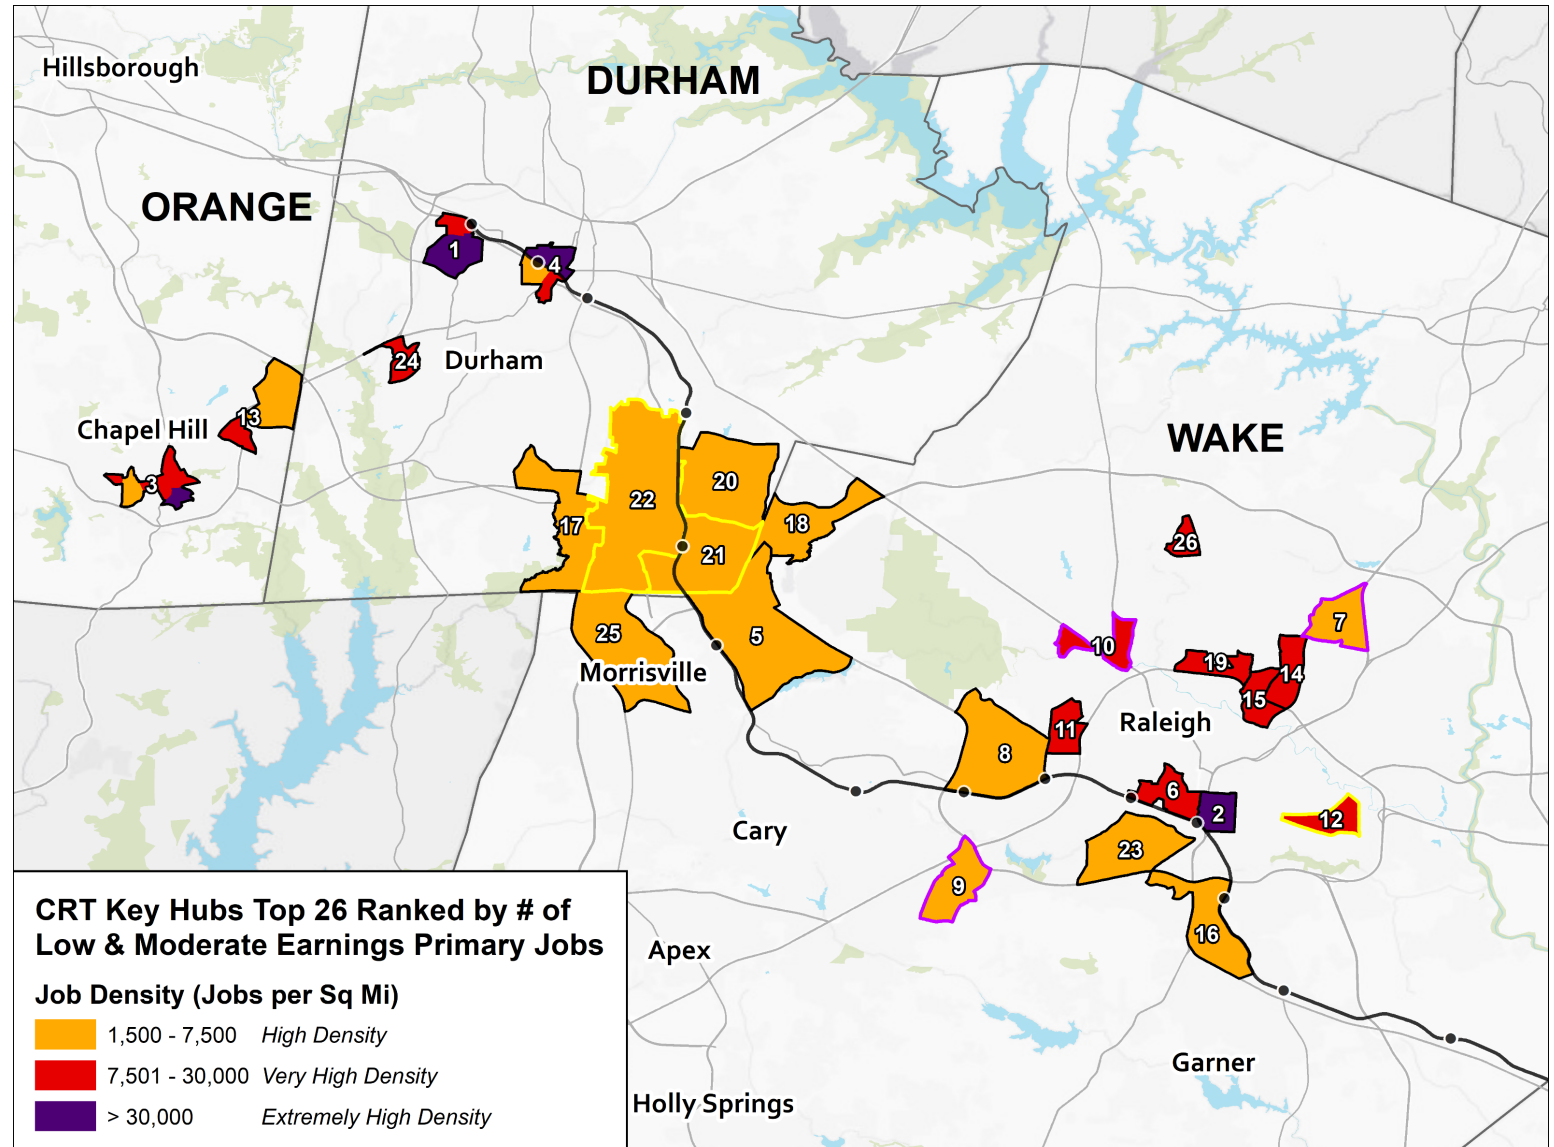 Hillsborough
DURHAM
ORANGE
1
4
24
Durham
13
Chapel Hill
3
WAKE
22
20
17
18
21
26
25
5
Morrisville
7
10
19
14
15
11
Raleigh
8
6
2
12
Cary
23
9
16
Apex
Garner
Holly Springs
CRT Key Hubs Top 26 Ranked by # of
Low & Moderate Earnings Primary Jobs
Job Density (Jobs per Sq Mi)
1,500 - 7,500 High Density
7,501 - 30,000 Very High Density
> 30,000 Extremely High Density